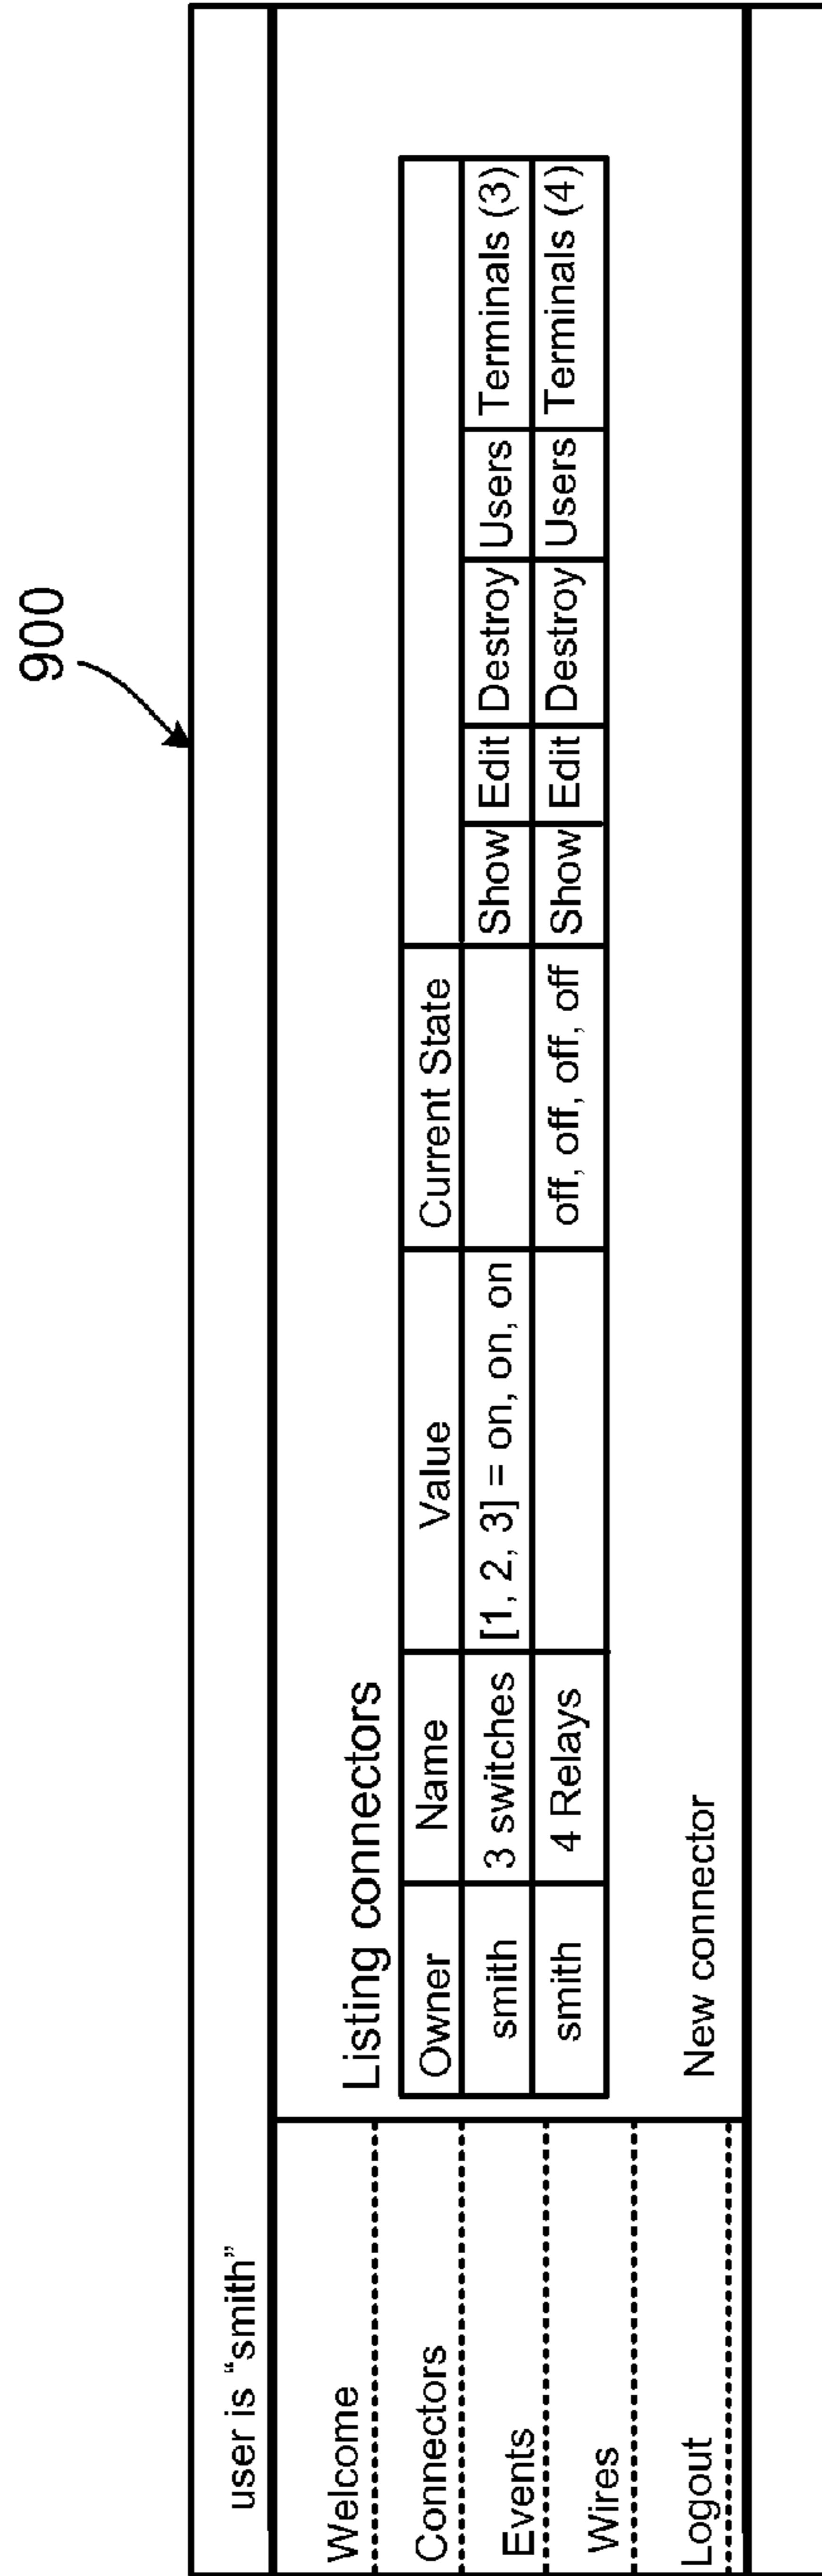 900
user is “smith”
Welcome
Connectors
Events
Wires
Logout
Listing connectors
Owner Name Value Current State
smith 3 switches [1, 2, 3] = on, on, on Show Edit Destroy Users Terminals (3)
smith 4 Relays off, off, off, off Show Edit Destroy Users Terminals (4)
New connector